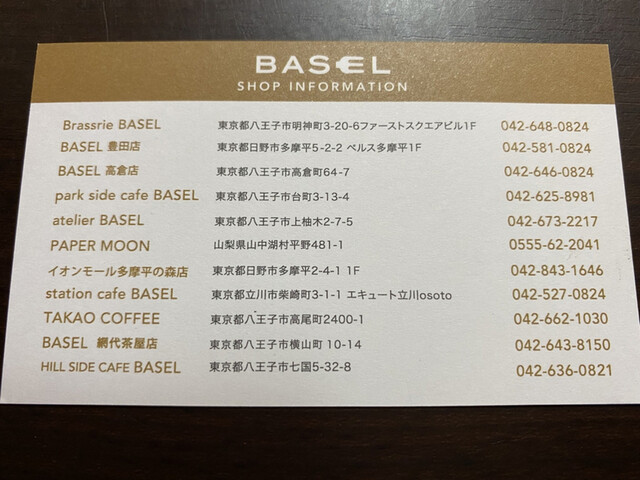 BASEL
SHOP INFORMATION
Brassrie BASEL 東京都八王子市明神町3-20-6ファーストスクエアビル1F 042-648-0824
BASEL 豊田店 東京都日野市多摩平5-2-2 ベルス多摩平1F 042-581-0824
BASEL 高倉店 東京都八王子市高倉町64-7 042-646-0824
park side cafe BASEL 東京都八王子市台町3-13-4 042-625-8981
atelier BASEL 東京都八王子市上柚木2-7-5 042-673-2217
PAPER MOON 山梨県山中湖村平野481-1 0555-62-2041
イオンモール多摩平の森店 東京都日野市多摩平2-4-1 1F 042-843-1646
station cafe BASEL 東京都立川市柴崎町3-1-1 エキュート立川osoto 042-527-0824
TAKAO COFFEE 東京都八王子市高尾町2400-1 042-662-1030
BASEL 網代茶屋店 東京都八王子市横山町 10-14 042-643-8150
HILL SIDE CAFE BASEL 東京都八王子市七国5-32-8 042-636-0821